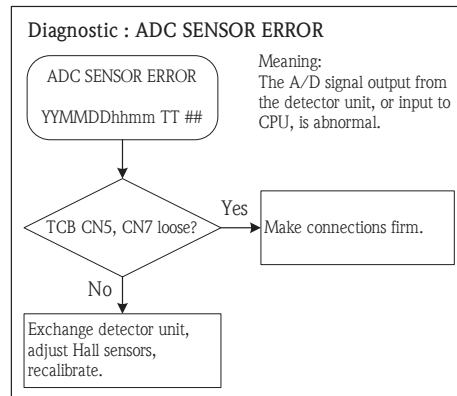 Diagnostic : ADC SENSOR ERROR
ADC SENSOR ERROR
YYMMDDhhmm TT ##
Meaning:
The A/D signal output from
the detector unit, or input to
CPU, is abnormal.
TCB CN5, CN7 loose?
Yes
Make connections firm.
No
Exchange detector unit,
adjust Hall sensors,
recalibrate.